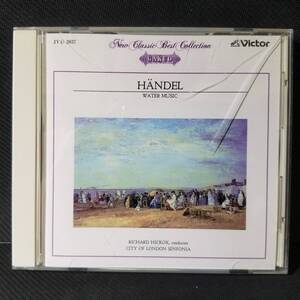 New Classic Best Collection
Victor
HÄNDEL
WATER MUSIC
RICHARD HICKOX, conductor
CITY OF LONDON SINFONIA